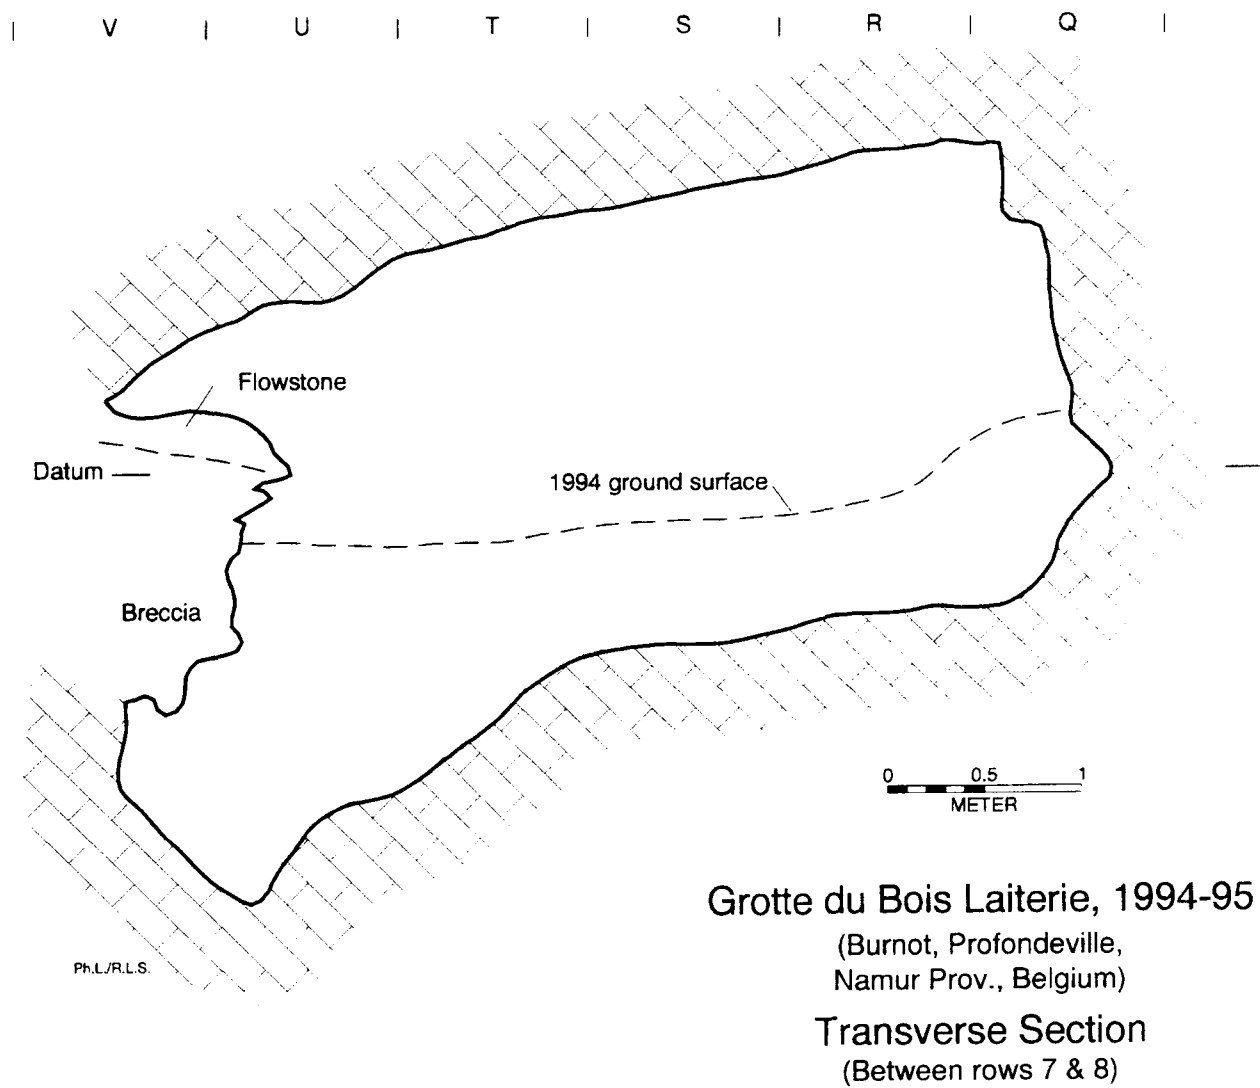 V U T S R Q
Flowstone
Datum
1994 ground surface
Breccia
0 0.5 1
METER
Grotte du Bois Laiterie, 1994-95
(Burnot, Profondeville,
Namur Prov., Belgium)
Ph.L./R.L.S.
Transverse Section
(Between rows 7 & 8)